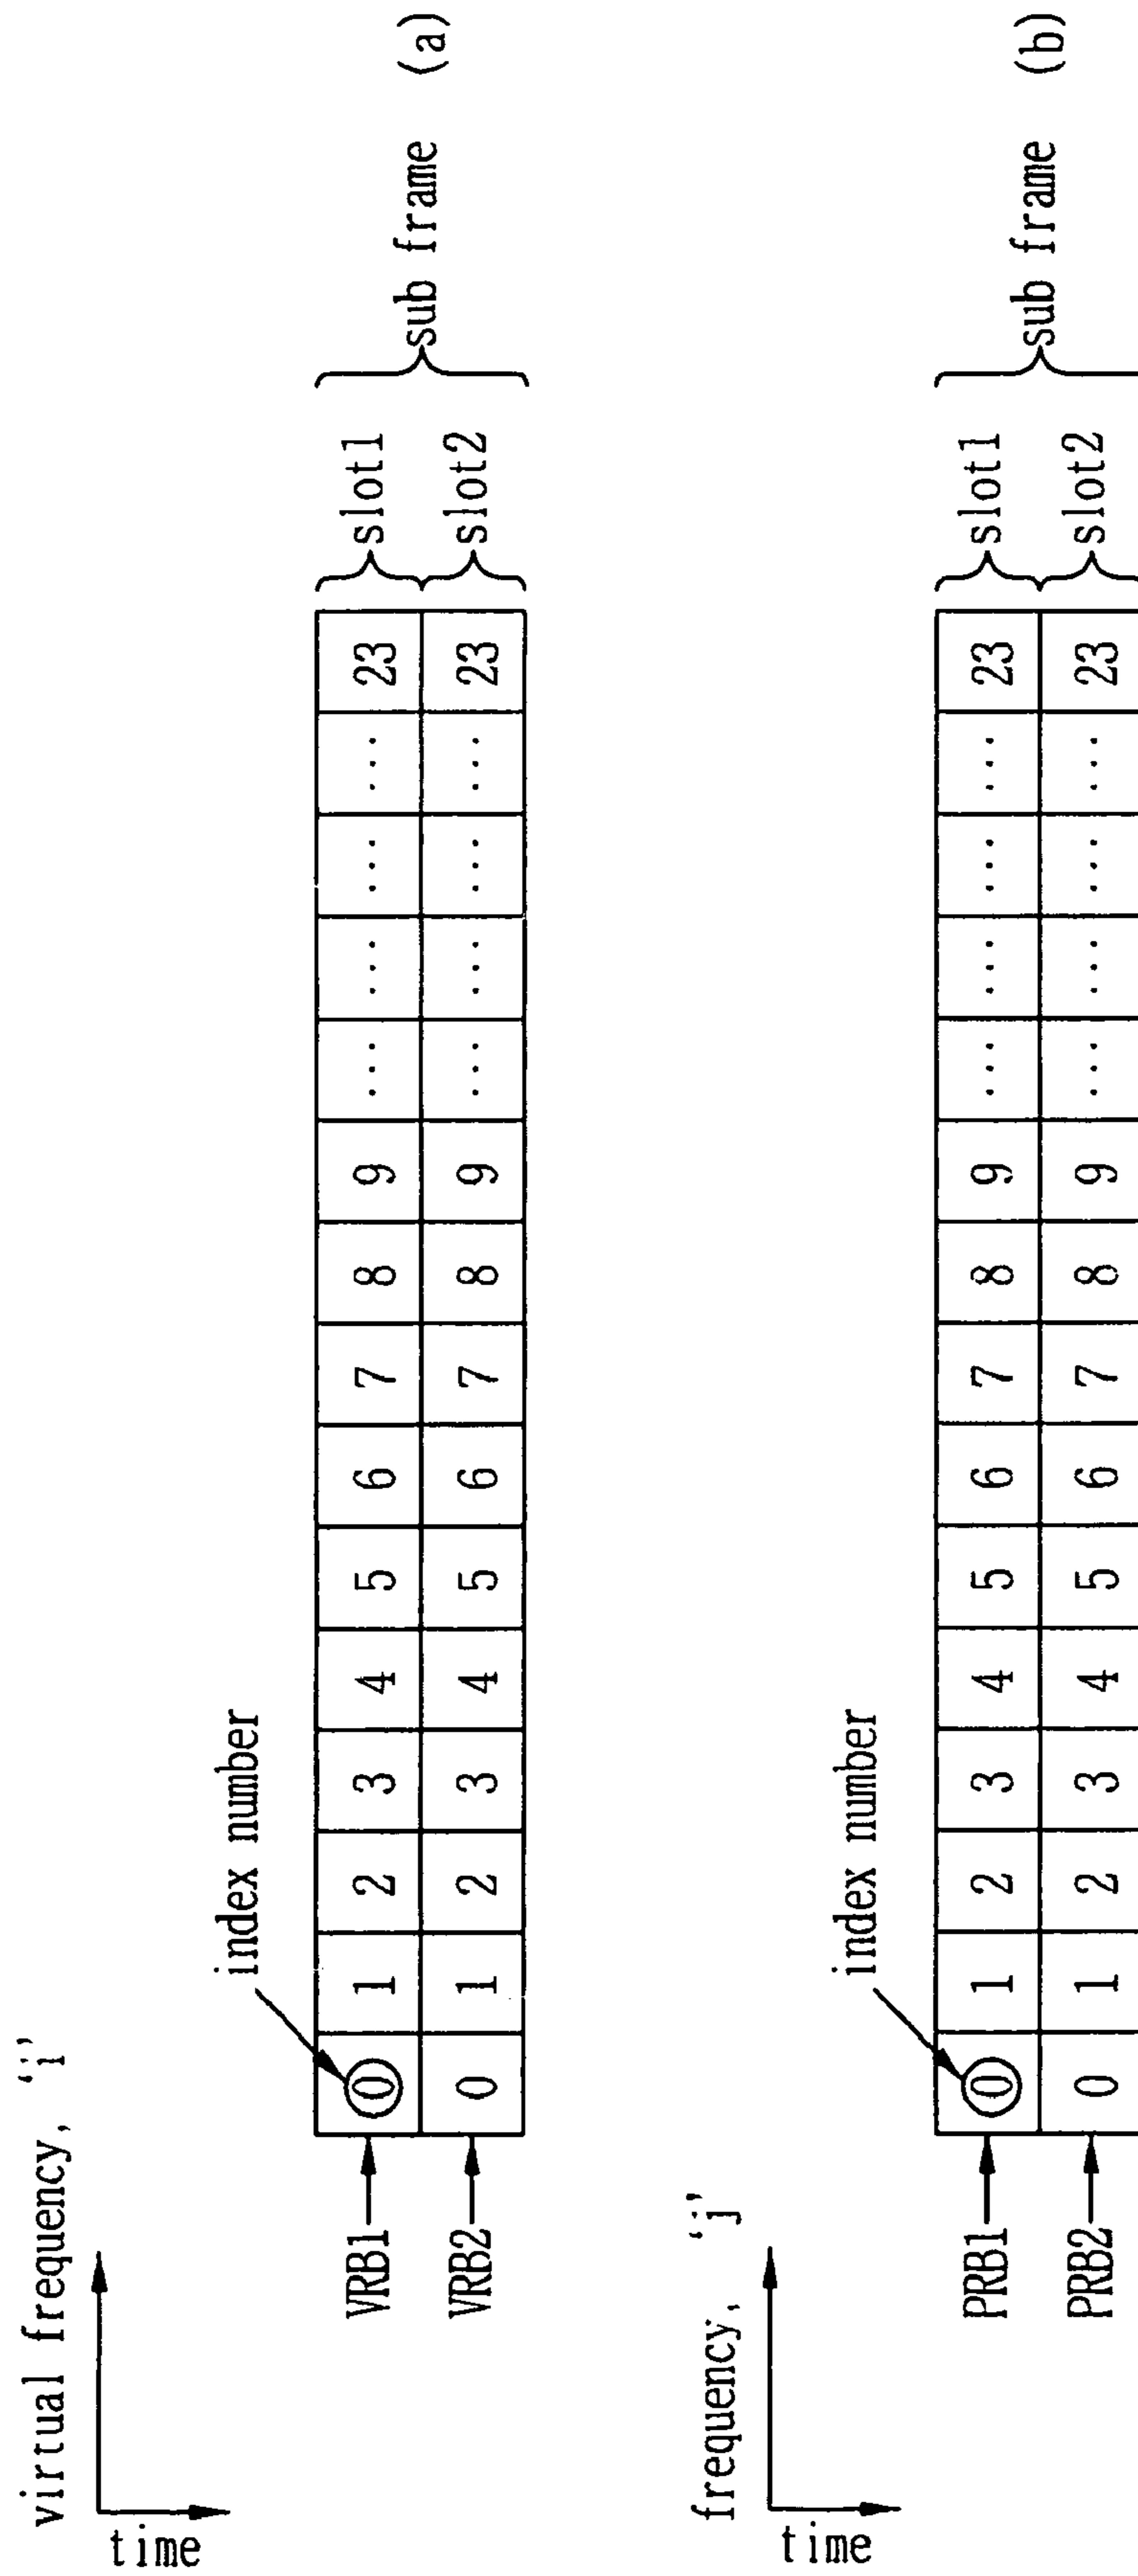 virtual frequency, 'i'
time
index number
VRB1 0 1 2 3 4 5 6 7 8 9 ... ... ... ... 23 slot1
VRB2 0 1 2 3 4 5 6 7 8 9 ... ... ... ... 23 slot2
sub frame (a)
frequency, 'j'
time
index number
PRB1 0 1 2 3 4 5 6 7 8 9 ... ... ... ... 23 slot1
PRB2 0 1 2 3 4 5 6 7 8 9 ... ... ... ... 23 slot2
sub frame (b)